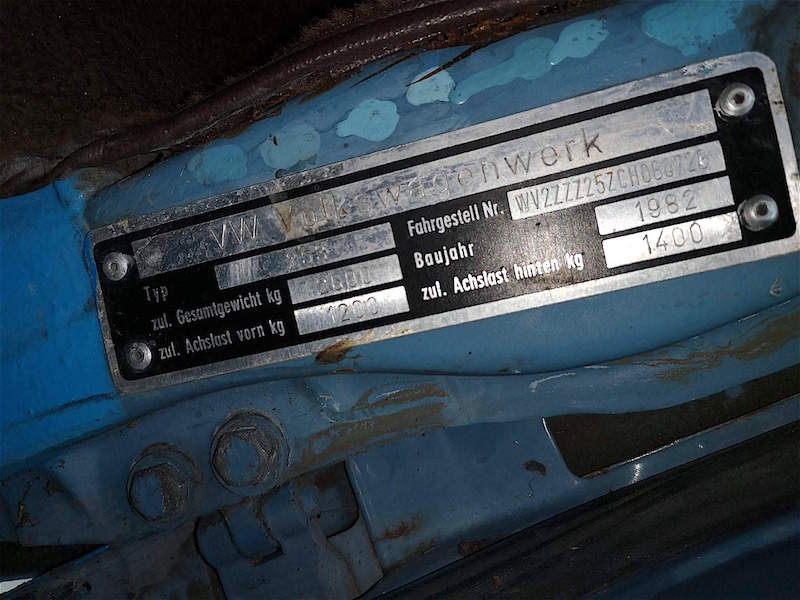 VW Volkswagenwerk
Typ
Fahrgestell Nr.
zul. Gesamtgewicht kg
Baujahr 1982
zul. Achslast vorn kg 1200
zul. Achslast hinten kg 1400